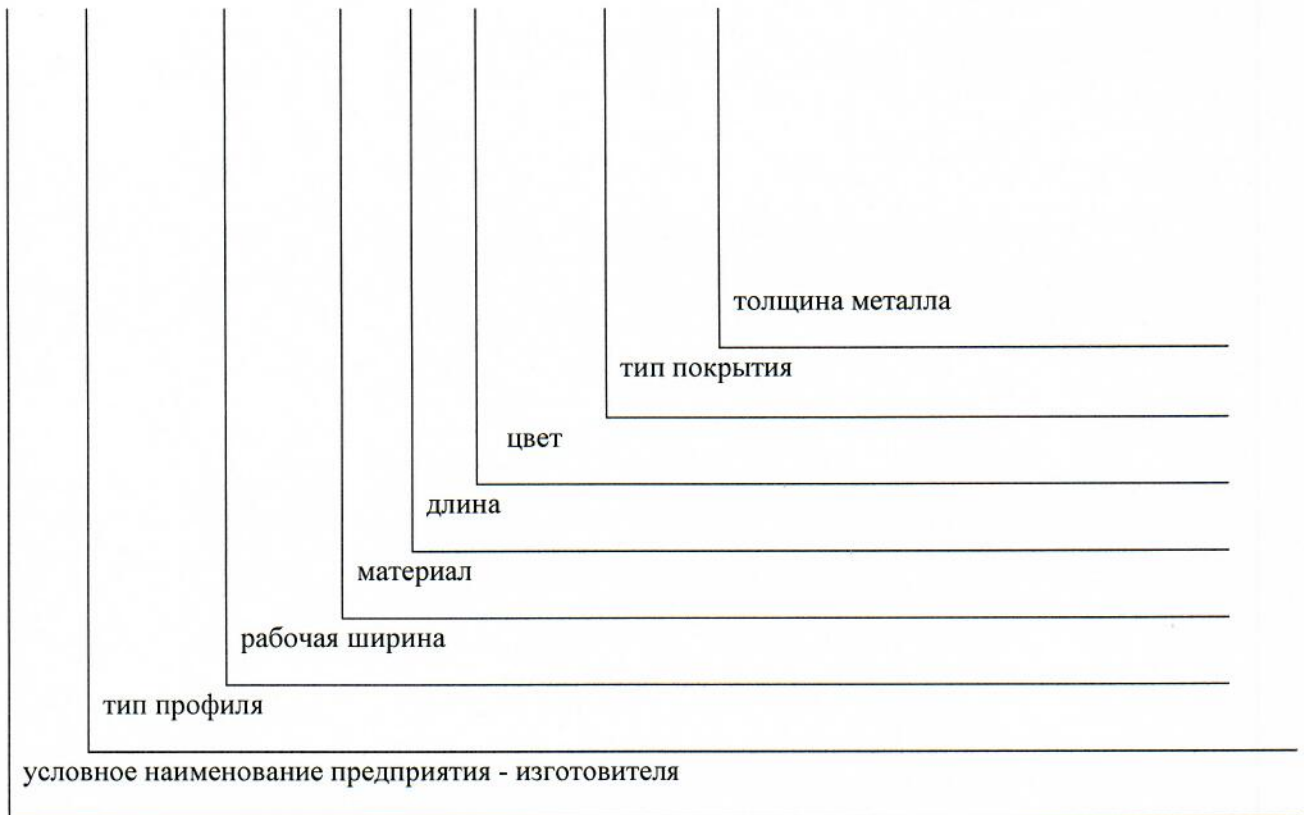 толщина металла
тип покрытия
цвет
длина
материал
рабочая ширина
тип профиля
условное наименование предприятия - изготовителя